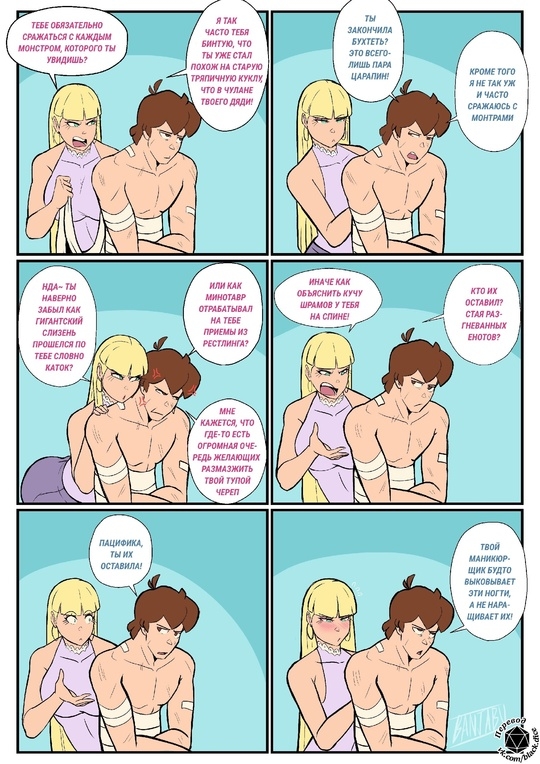 ТЕБЕ ОБЯЗАТЕЛЬНО
СРАЖАТЬСЯ С КАЖДЫМ
МОНСТРОМ, КОТОРОГО ТЫ
УВИДИШЬ?
Я ТАК
ЧАСТО ТЕБЯ
БИНТУЮ, ЧТО
ТЫ УЖЕ СТАЛ
ПОХОЖ НА СТАРУЮ
ТРЯПИЧНУЮ КУКЛУ,
ЧТО В ЧУЛАНЕ
ТВОЕГО ДЯДИ!
ТЫ
ЗАКОНЧИЛА
БУХТЕТЬ?
ЭТО ВСЕГО-
ЛИШЬ ПАРА
ЦАРАПИН!
КРОМЕ ТОГО
Я НЕ ТАК УЖ
И ЧАСТО
СРАЖАЮСЬ С
МОНТРАМИ
НДА~ ТЫ
НАВЕРНО
ЗАБЫЛ КАК
ГИГАНТСКИЙ
СЛИЗЕНЬ
ПРОШЕЛСЯ ПО
ТЕБЕ СЛОВНО
КАТОК?
ИЛИ КАК
МИНОТАВР
ОТРАБАТЫВАЛ
НА ТБЕ
ПРИЕМЫ ИЗ
РЕСТЛИНГА?
МНЕ
КАЖЕТСЯ, ЧТО
ГДЕ-ТО ЕСТЬ
ОГРОМНАЯ ОЧЕ-
РЕДЬ ЖЕЛАЮЩИХ
РАЗМАЗЖИТЬ
ТВОЙ ТУПОЙ
ЧЕРЕП
ИНАЧЕ КАК
ОБЪЯСНИТЬ КУЧУ
ШРАМОВ У ТЕБЯ
НА СПИНЕ!
КТО ИХ
ОСТАВИЛ?
СТАЯ РАЗ-
ГНЕВАННЫХ
ЕНОТОВ?
ПАЦИФИКА,
ТЫ ИХ
ОСТАВИЛА!
ТВОЙ
МАНИКЮР-
ЩИК БУДТО
ВЫКОВЫВАЕТ
ЭТИ НОГТИ,
А НЕ НАРА-
ЩИВАЕТ ИХ!
BANTABU
Перевод
vk.com/black.dice